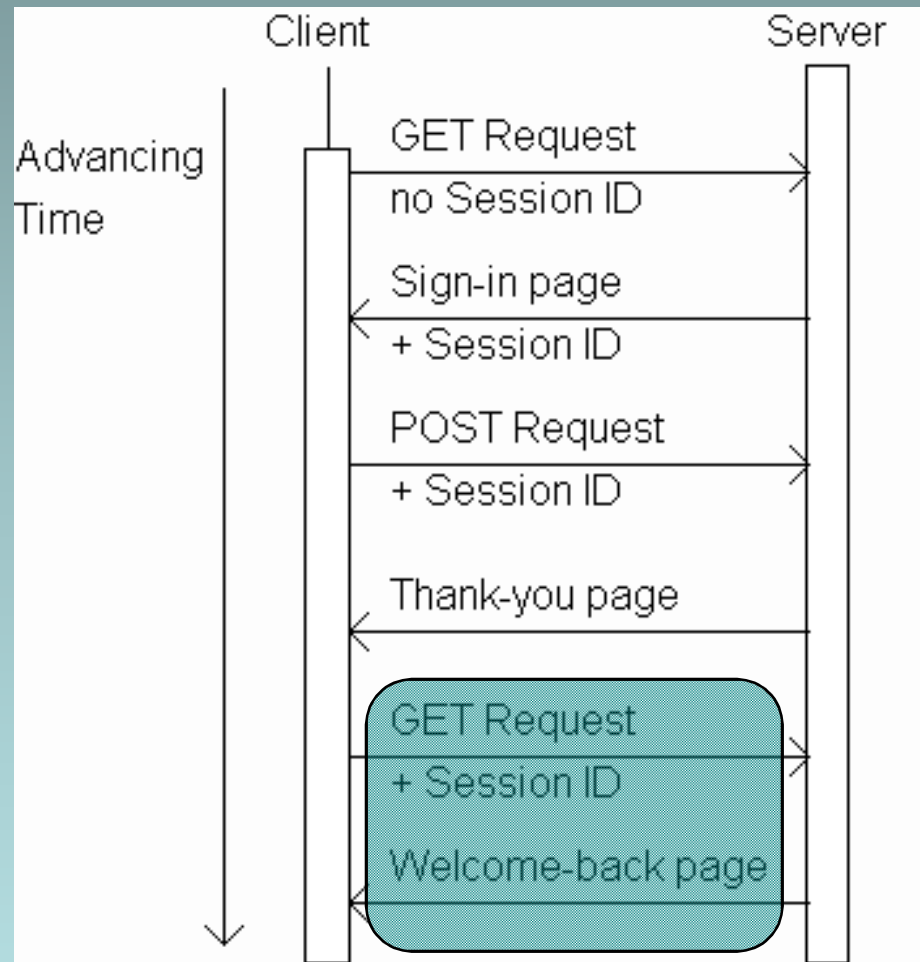 Client
Server
Advancing
Time
GET Request
no Session ID
Sign-in page
+ Session ID
POST Request
+ Session ID
Thank-you page
GET Request
+ Session ID
Welcome-back page